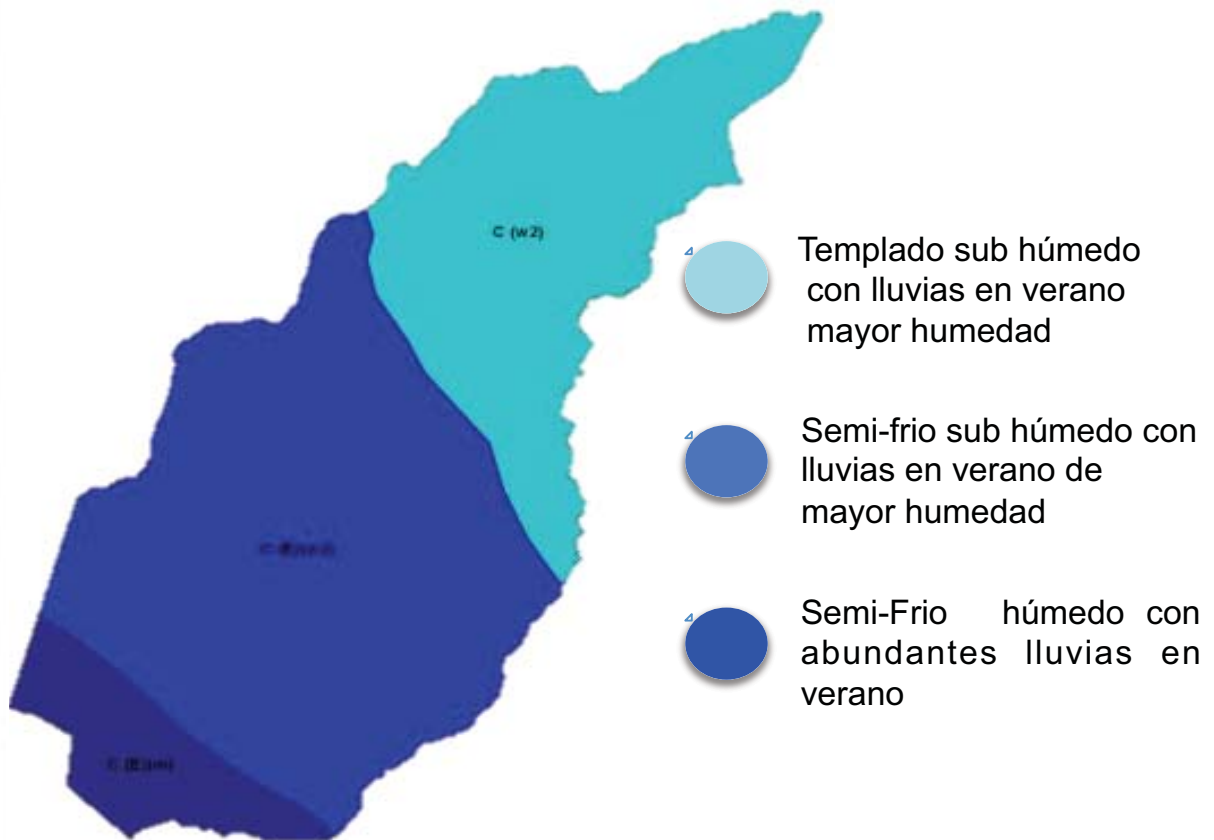 C (w2)
Templado sub húmedo
con lluvias en verano
mayor humedad
Semi-frio sub húmedo con
lluvias en verano de
mayor humedad
Semi-Frio húmedo con
abundantes lluvias en
verano
C (E)(m)